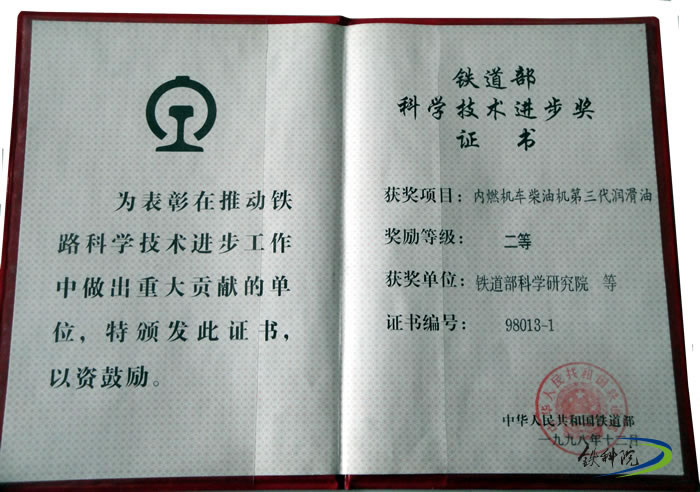 为表彰在推动铁
路科学技术进步工作
中做出重大贡献的单
位，特颁发此证书，
以资鼓励。
铁道部
科学技术进步奖
证书
获奖项目：内燃机车柴油机第三代润滑油
奖励等级：二等
获奖单位：铁道部科学研究院 等
证书编号：98013-1
中华人民共和国铁道部
一九九八年十二月
铁科院